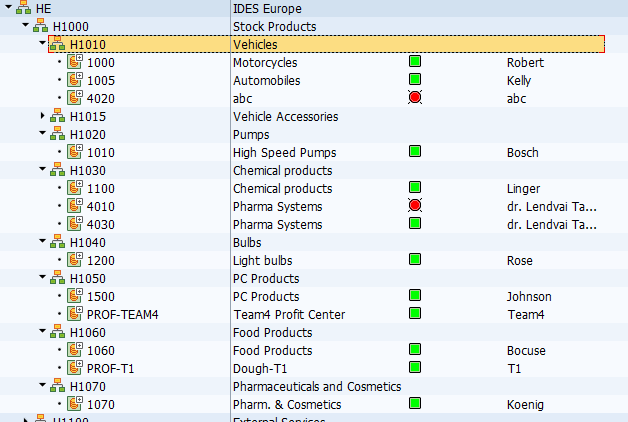 HE IDES Europe
H1000 Stock Products
H1010 Vehicles
1000 Motorcycles Robert
1005 Automobiles Kelly
4020 abc abc
H1015 Vehicle Accessories
H1020 Pumps
1010 High Speed Pumps Bosch
H1030 Chemical products
1100 Chemical products Linger
4010 Pharma Systems dr. Lendvai Ta...
4030 Pharma Systems dr. Lendvai Ta...
H1040 Bulbs
1200 Light bulbs Rose
H1050 PC Products
1500 PC Products Johnson
PROF-TEAM4 Team4 Profit Center Team4
H1060 Food Products
1060 Food Products Bocuse
PROF-T1 Dough-T1 T1
H1070 Pharmaceuticals and Cosmetics
1070 Pharm. & Cosmetics Koenig
H1100 External Services